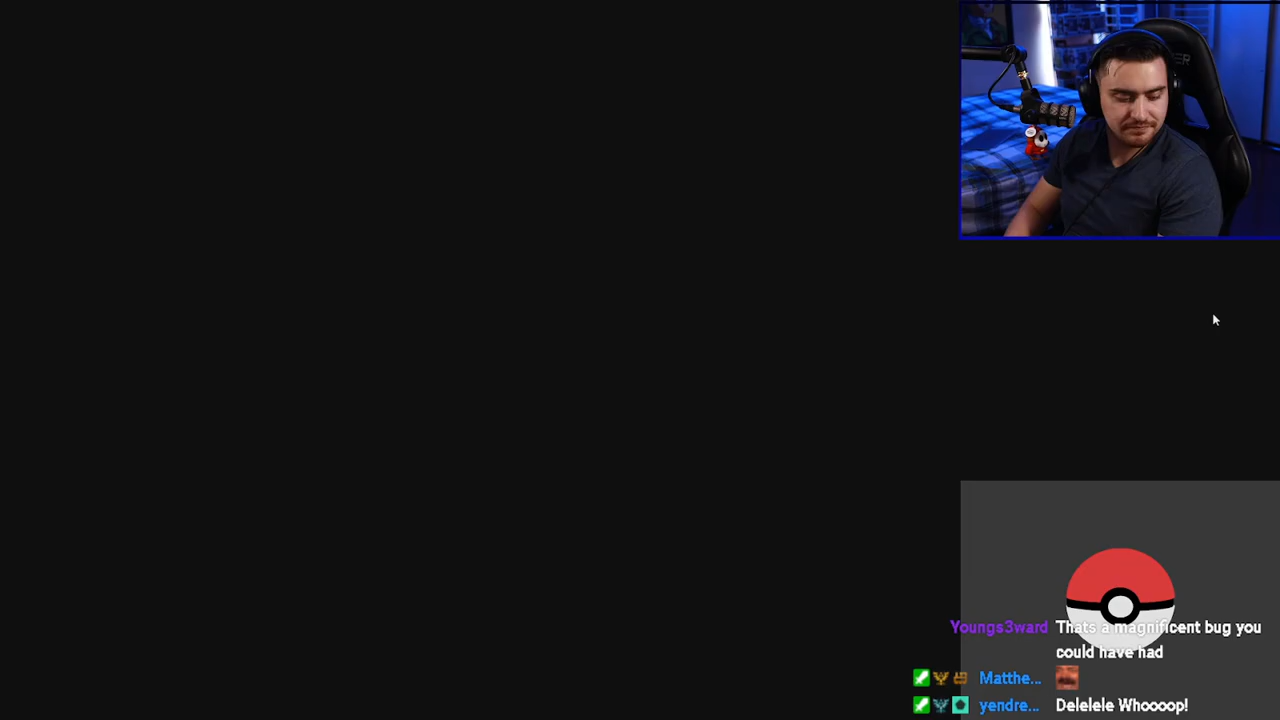 Youngs3ward Thats a magnificent bug you
could have had
Matthe...
yendre... Delelele Whoooop!